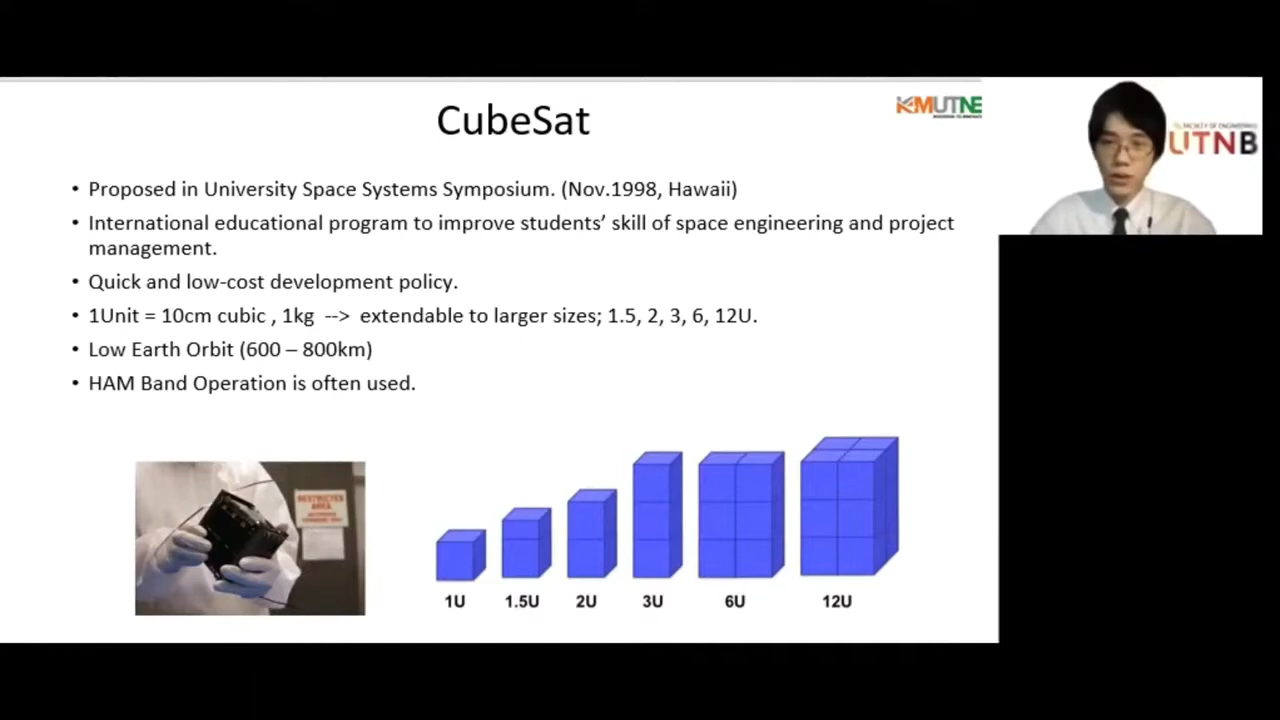 CubeSat
KMUTNB
FACULTY OF ENGINEERING
UTNB
• Proposed in University Space Systems Symposium. (Nov.1998, Hawaii)
• International educational program to improve students’ skill of space engineering and project
management.
• Quick and low-cost development policy.
• 1Unit = 10cm cubic , 1kg --> extendable to larger sizes; 1.5, 2, 3, 6, 12U.
• Low Earth Orbit (600 – 800km)
• HAM Band Operation is often used.
RESTRICTED
AREA
1U 1.5U 2U 3U 6U 12U